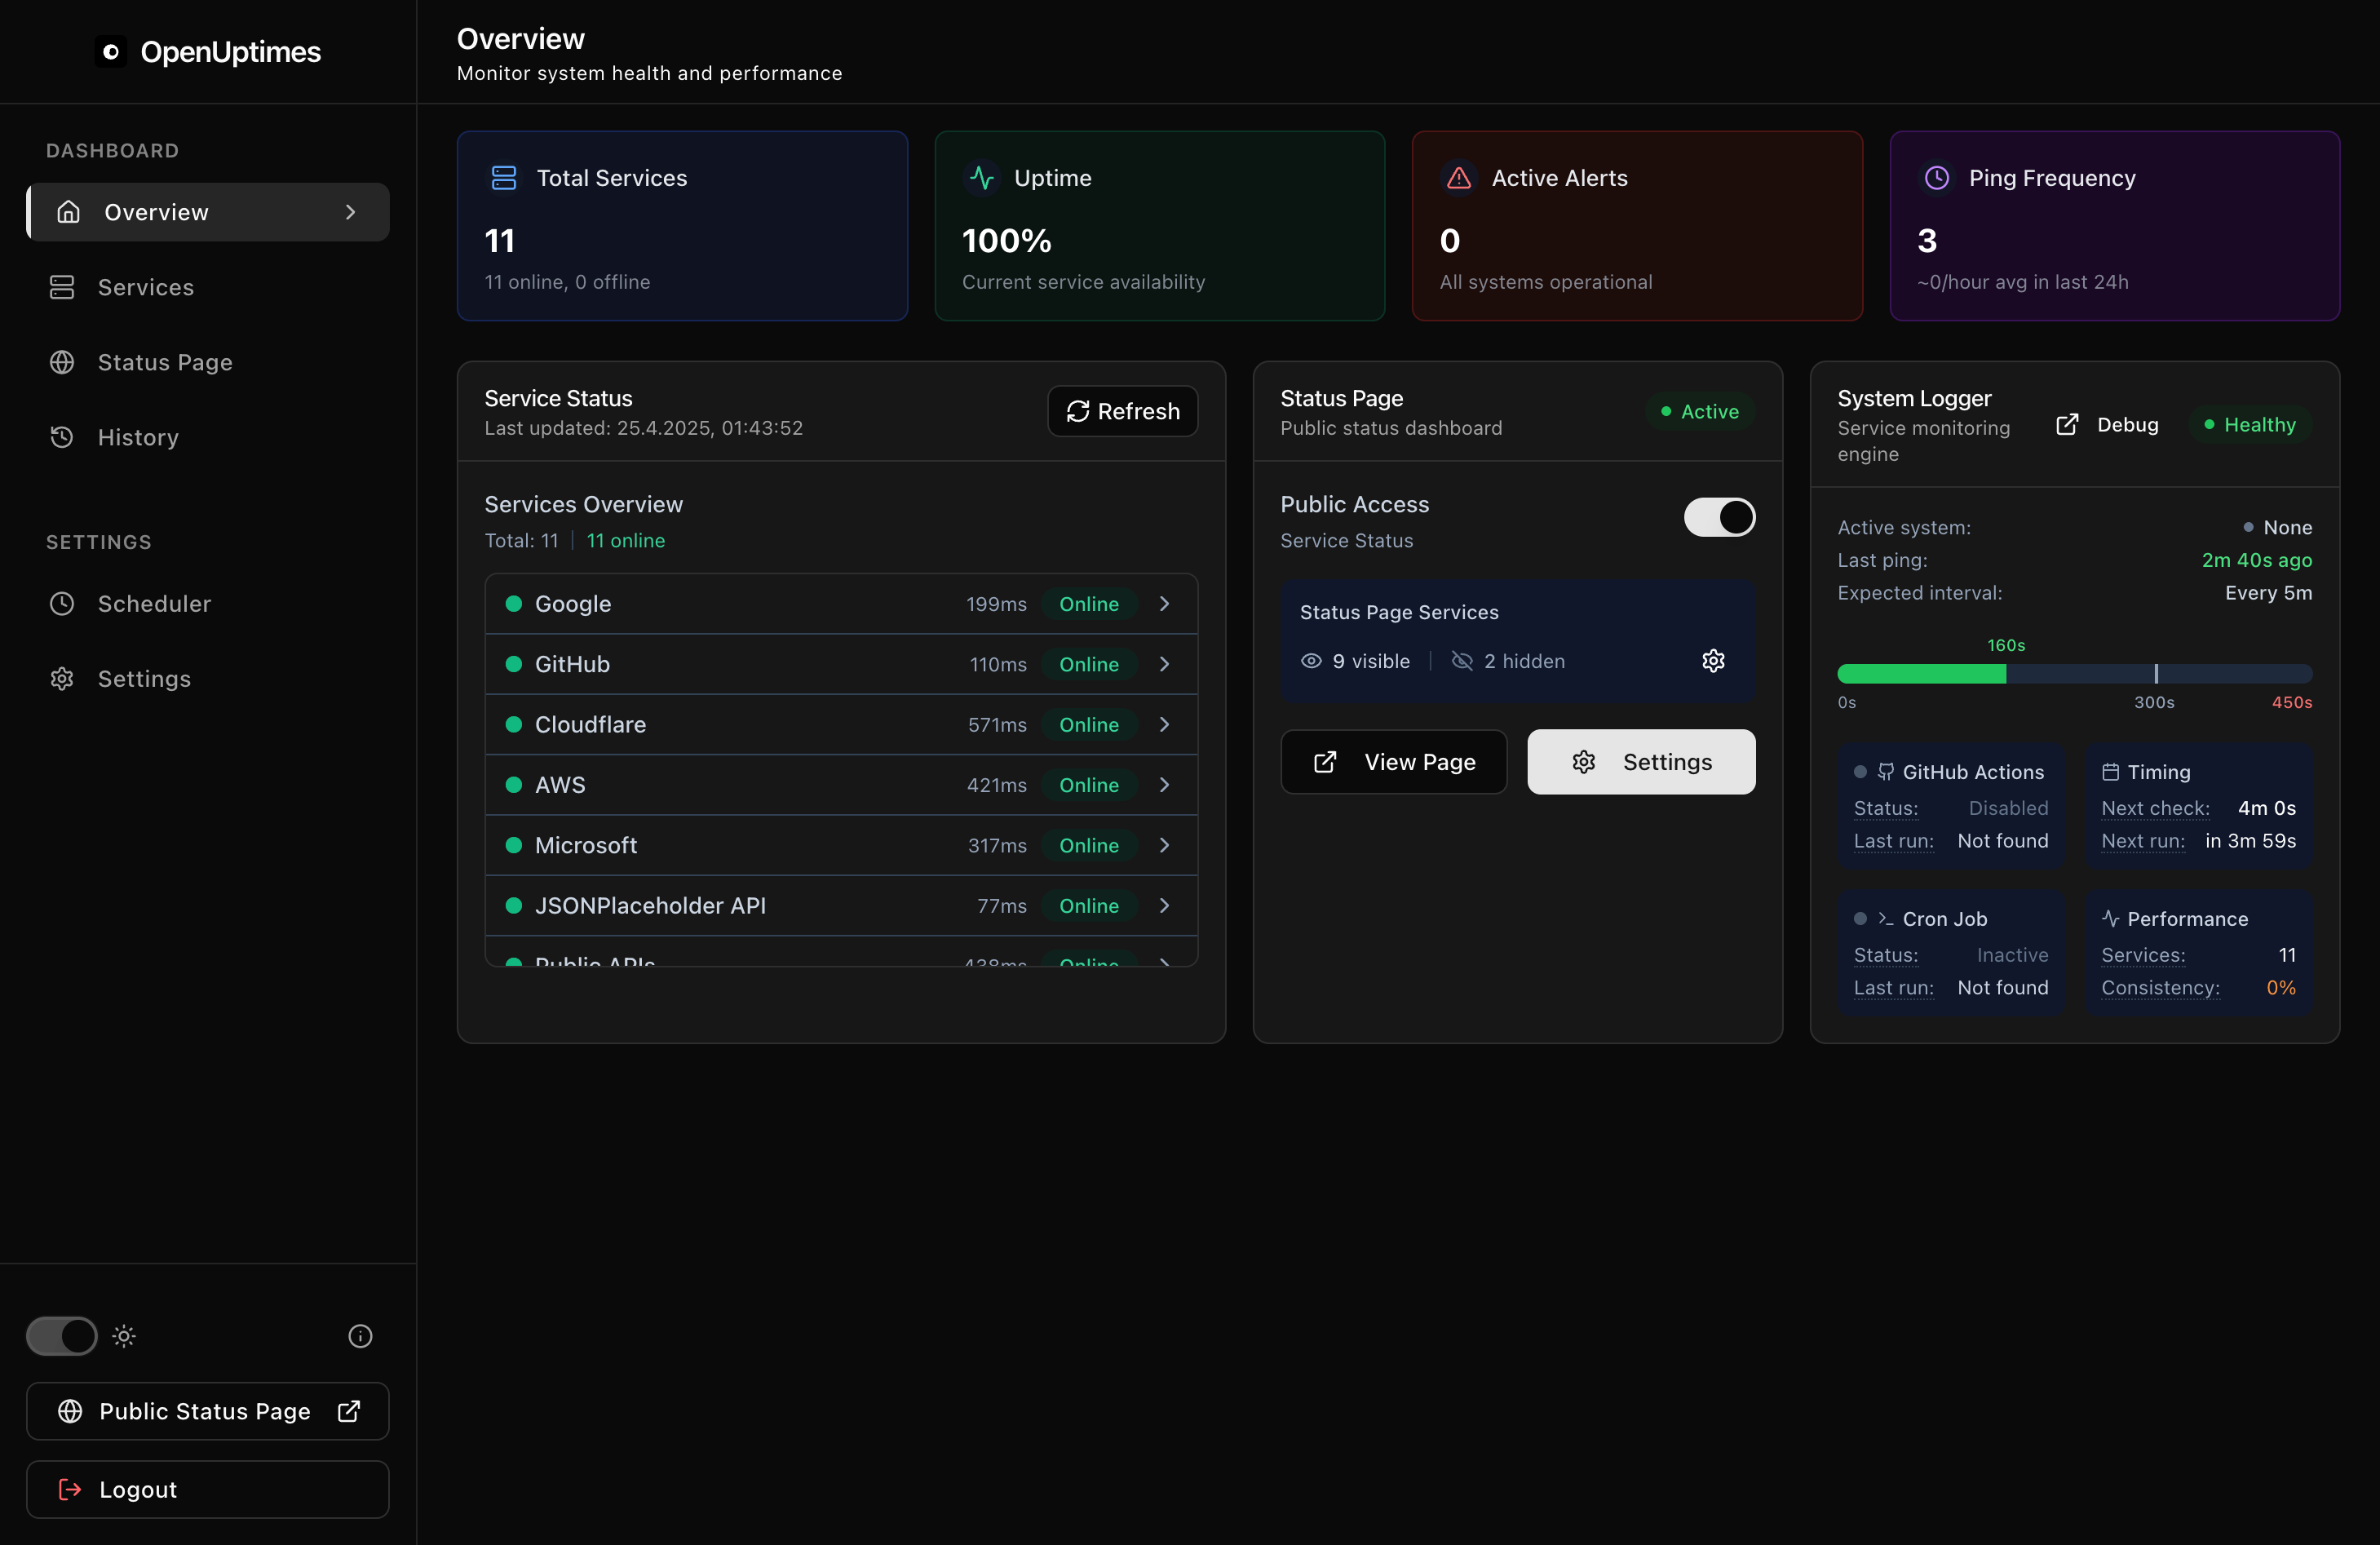 OpenUptimes
DASHBOARD
Overview
Services
Status Page
History
SETTINGS
Scheduler
Settings
Public Status Page
Logout
Overview
Monitor system health and performance
Total Services
11
11 online, 0 offline
Uptime
100%
Current service availability
Active Alerts
0
All systems operational
Ping Frequency
3
~0/hour avg in last 24h
Service Status
Last updated: 25.4.2025, 01:43:52
Refresh
Services Overview
Total: 11 | 11 online
Google 199ms Online
GitHub 110ms Online
Cloudflare 571ms Online
AWS 421ms Online
Microsoft 317ms Online
JSONPlaceholder API 77ms Online
Public APIs 438ms Online
Status Page
Public status dashboard
Active
Public Access
Service Status
Status Page Services
9 visible | 2 hidden
View Page
Settings
System Logger
Service monitoring
engine
Debug
Healthy
Active system: None
Last ping: 2m 40s ago
Expected interval: Every 5m
160s
0s 300s 450s
GitHub Actions
Status: Disabled
Last run: Not found
Timing
Next check: 4m 0s
Next run: in 3m 59s
Cron Job
Status: Inactive
Last run: Not found
Performance
Services: 11
Consistency: 0%